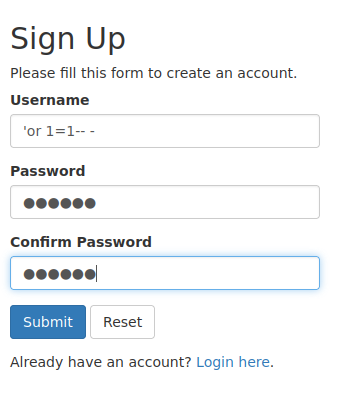 Sign Up
Please fill this form to create an account.
Username
'or 1=1-- -
Password
●●●●●●
Confirm Password
●●●●●●
Submit Reset
Already have an account? Login here.